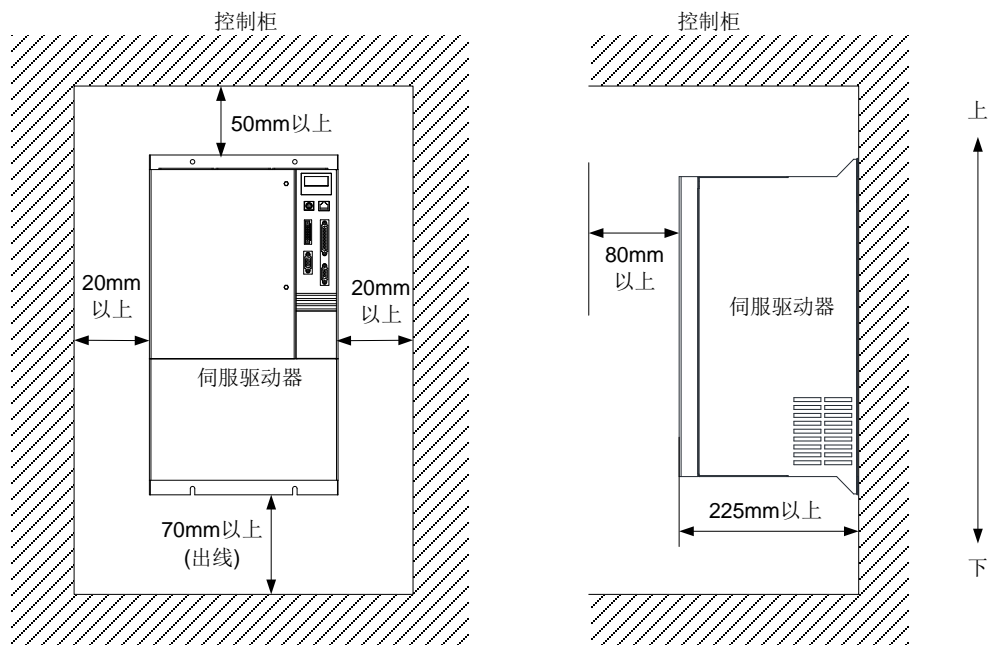 控制柜
50mm以上
20mm
以上
20mm
以上
伺服驱动器
70mm以上
(出线)
控制柜
80mm
以上
伺服驱动器
225mm以上
上
下